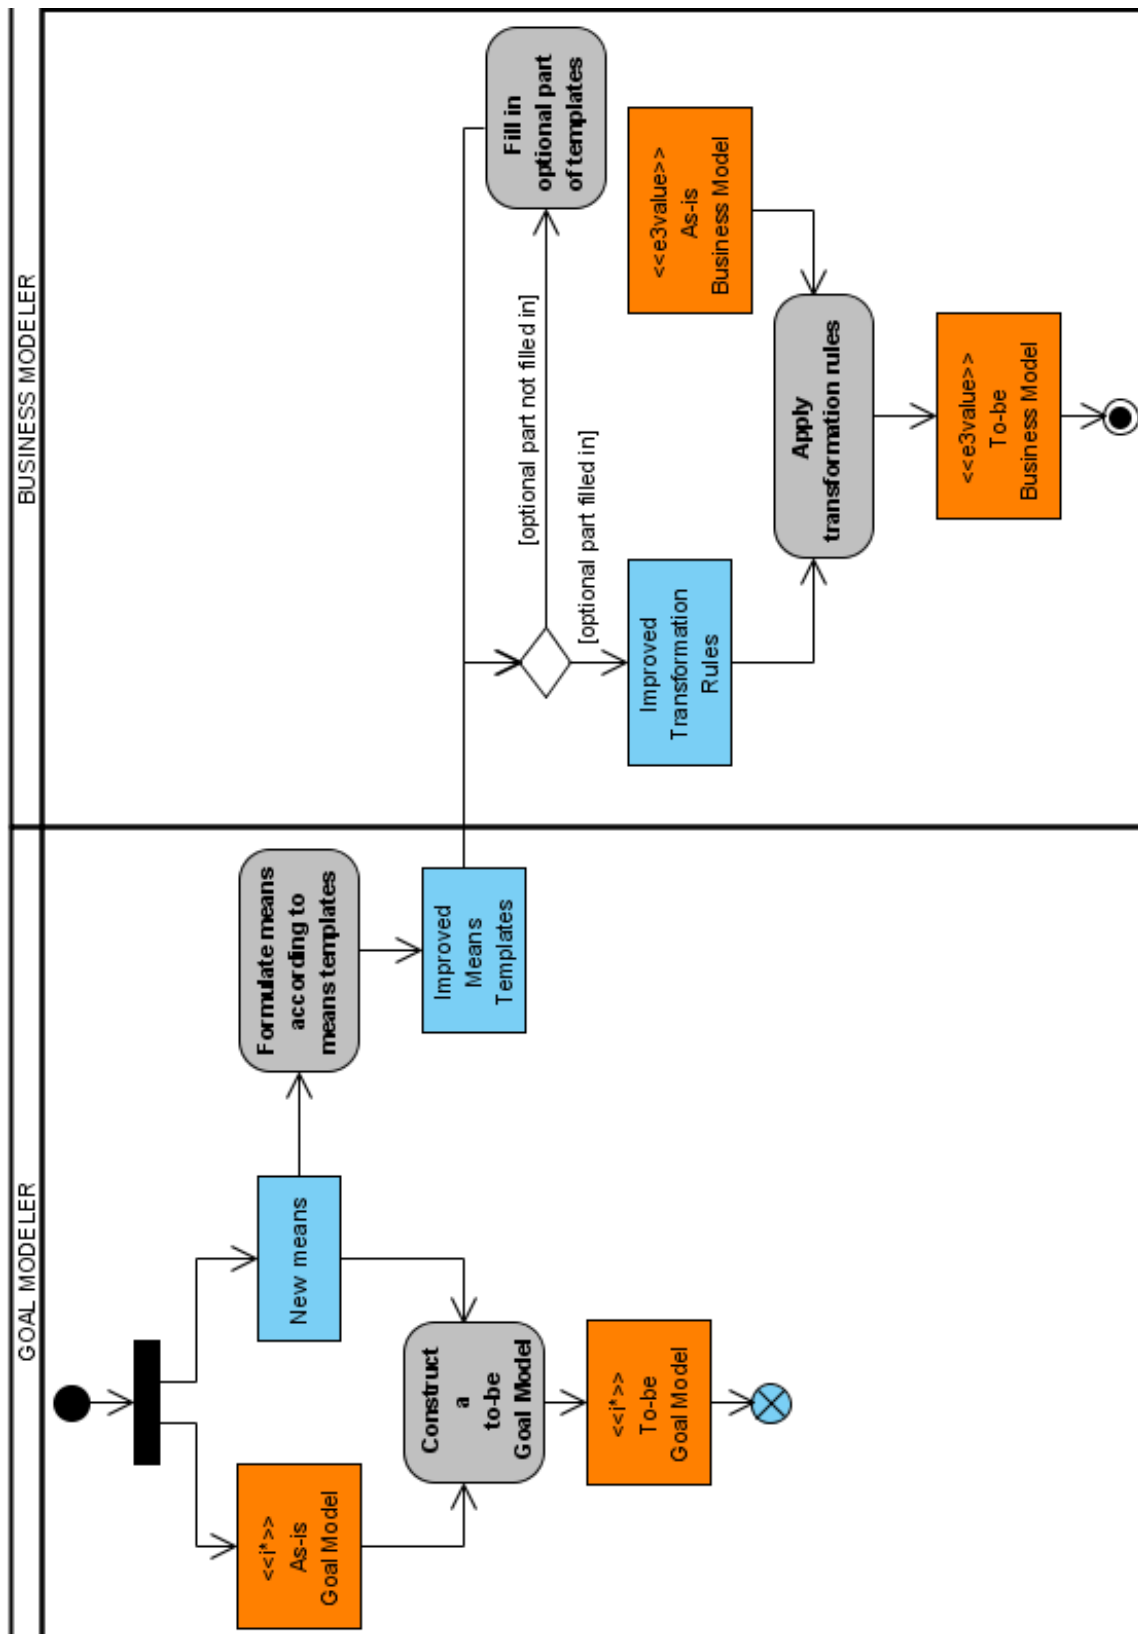 GOAL MODELER
BUSINESS MODELER
<<i*>>
As-is
Goal Model
New means
Formulate means
according to
means templates
Construct
a
to-be
Goal Model
Improved
Means
Templates
<<i*>>
To-be
Goal Model
Fill in
optional part
of templates
[optional part not filled in]
[optional part filled in]
Improved
Transformation
Rules
<<e3value>>
As-is
Business Model
Apply
transformation rules
<<e3value>>
To-be
Business Model